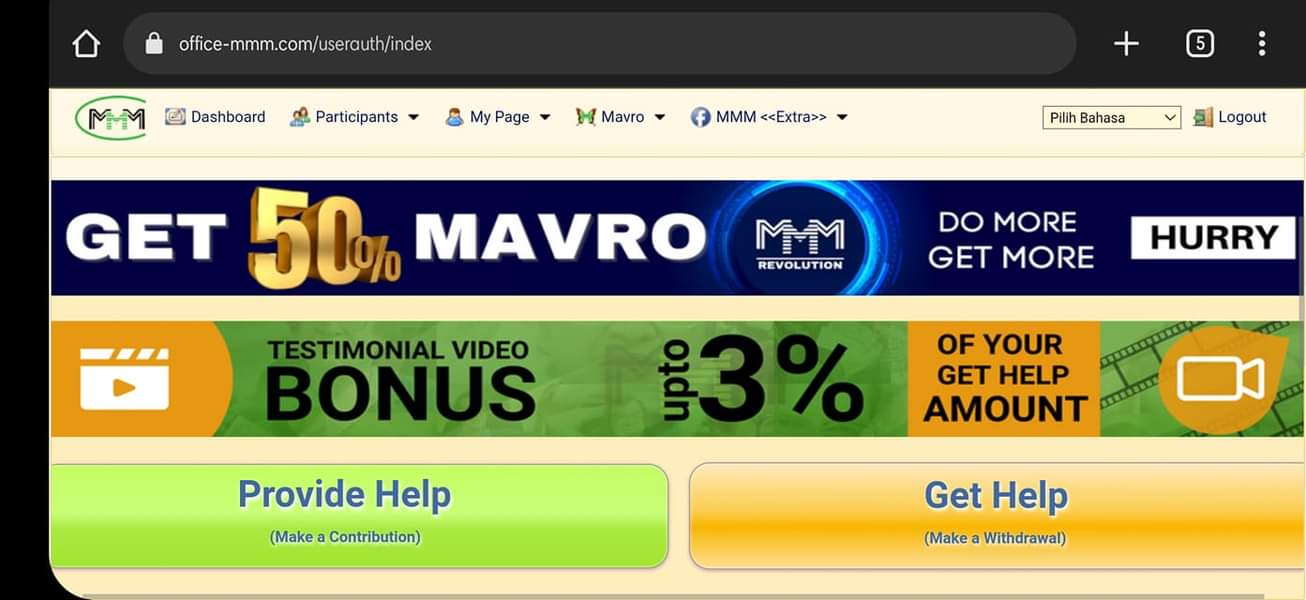 office-mmm.com/userauth/index
5
MMM
Dashboard
Participants
My Page
Mavro
MMM <<Extra>>
Pilih Bahasa
Logout
GET 50% MAVRO
MMM
REVOLUTION
DO MORE
GET MORE
HURRY
TESTIMONIAL VIDEO
BONUS
upto
3%
OF YOUR
GET HELP
AMOUNT
Provide Help
(Make a Contribution)
Get Help
(Make a Withdrawal)